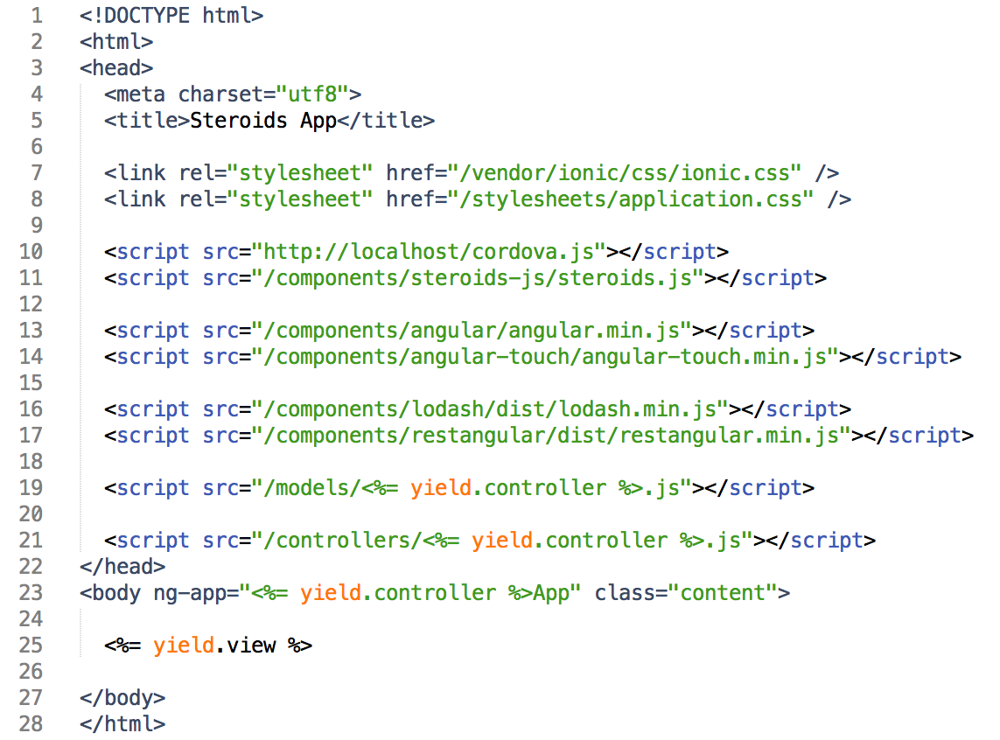 1 <!DOCTYPE html>
2 <html>
3 <head>
4   <meta charset="utf8">
5   <title>Steroids App</title>
6
7   <link rel="stylesheet" href="/vendor/ionic/css/ionic.css" />
8   <link rel="stylesheet" href="/stylesheets/application.css" />
9
10   <script src="http://localhost/cordova.js"></script>
11   <script src="/components/steroids-js/steroids.js"></script>
12
13   <script src="/components/angular/angular.min.js"></script>
14   <script src="/components/angular-touch/angular-touch.min.js"></script>
15
16   <script src="/components/lodash/dist/lodash.min.js"></script>
17   <script src="/components/restangular/dist/restangular.min.js"></script>
18
19   <script src="/models/<%= yield.controller %>.js"></script>
20
21   <script src="/controllers/<%= yield.controller %>.js"></script>
22 </head>
23 <body ng-app="<%= yield.controller %>App" class="content">
24
25   <%= yield.view %>
26
27 </body>
28 </html>